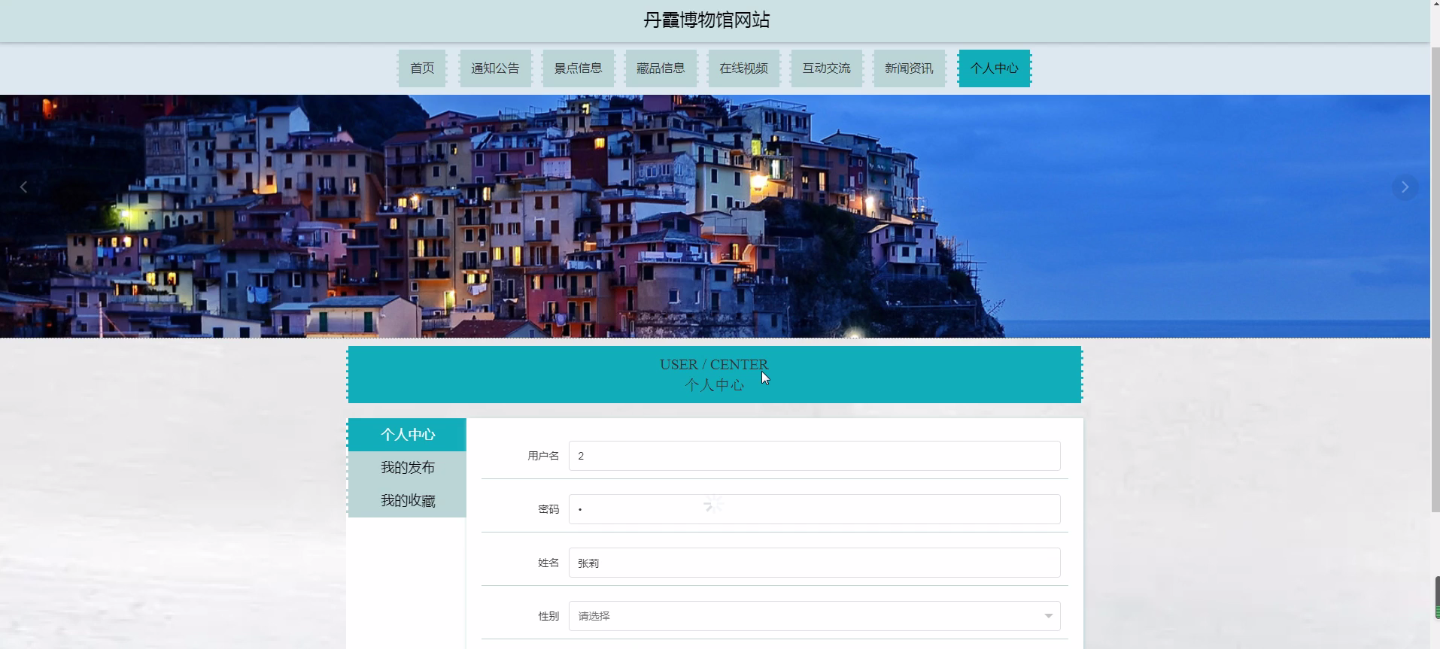 丹霞博物馆网站
首页 通知公告 景点信息 藏品信息 在线视频 互动交流 新闻资讯 个人中心
USER / CENTER
个人中心
个人中心
我的发布
我的收藏
用户名 2
密码 •
姓名 张莉
性别 请选择